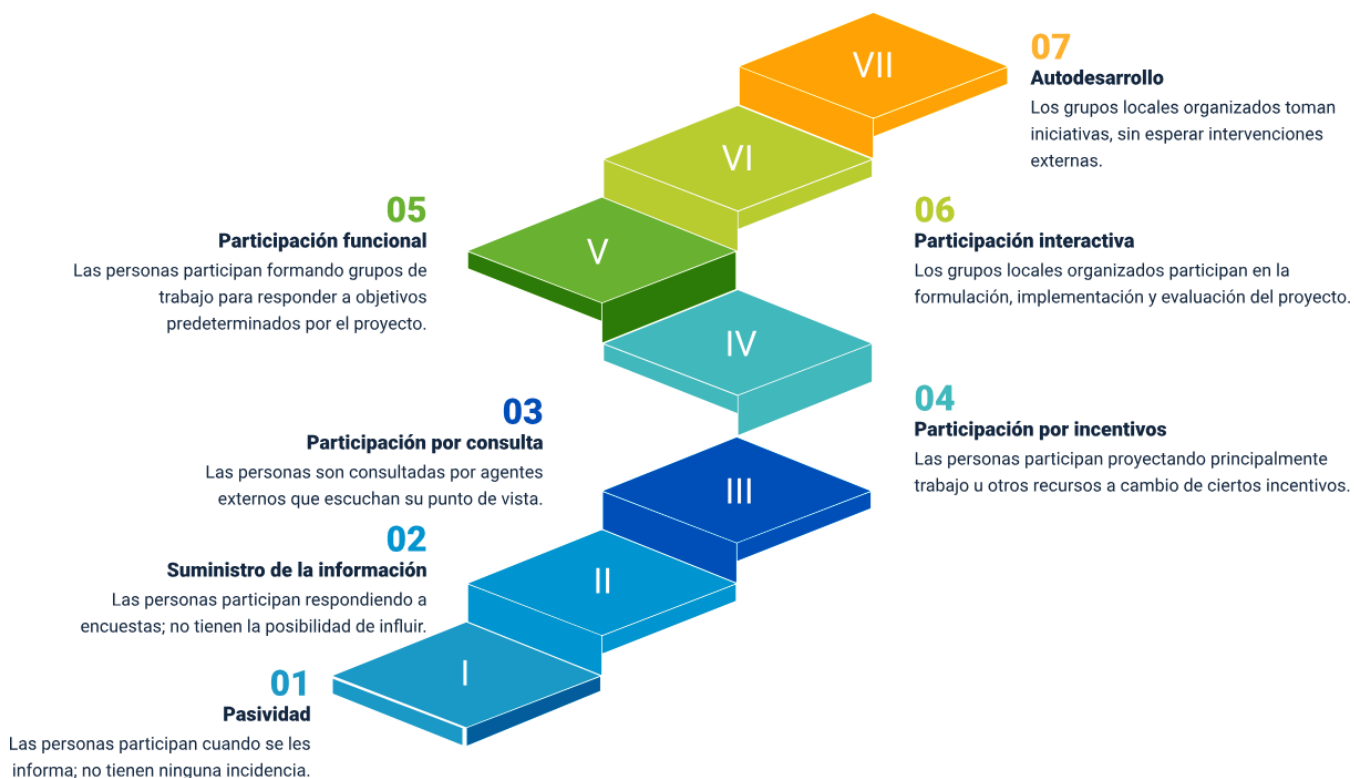 VII
07
Autodesarrollo
Los grupos locales organizados toman
iniciativas, sin esperar intervenciones
externas.
VI
06
Participación interactiva
Los grupos locales organizados participan en la
formulación, implementación y evaluación del proyecto.
05
Participación funcional
Las personas participan formando grupos de
trabajo para responder a objetivos
predeterminados por el proyecto.
V
IV
04
Participación por incentivos
Las personas participan proyectando principalmente
trabajo u otros recursos a cambio de ciertos incentivos.
03
Participación por consulta
Las personas son consultadas por agentes
externos que escuchan su punto de vista.
III
02
Suministro de la información
Las personas participan respondiendo a
encuestas; no tienen la posibilidad de influir.
II
01
Pasividad
Las personas participan cuando se les
informa; no tienen ninguna incidencia.
I